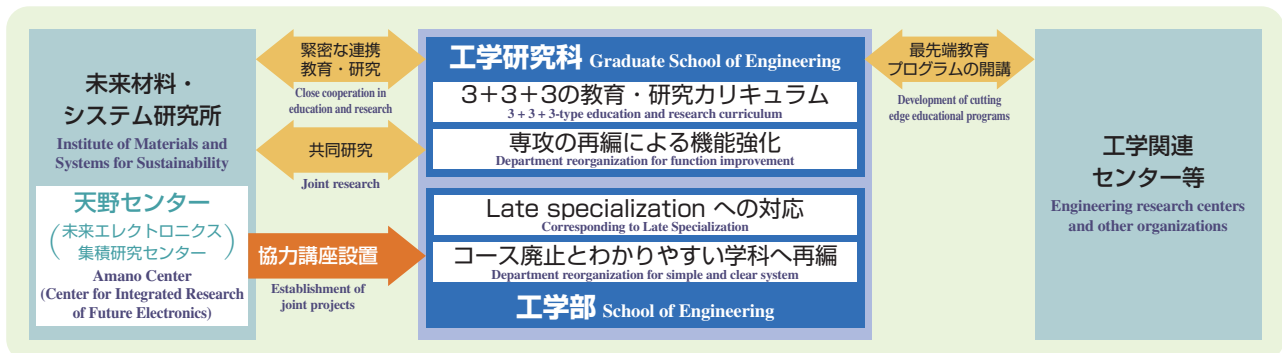 未来材料・
システム研究所
Institute of Materials and
Systems for Sustainability
天野センター
(未来エレクトロニクス
集積研究センター)
Amano Center
(Center for Integrated Research
of Future Electronics)
緊密な連携
教育・研究
Close cooperation in
education and research
共同研究
Joint research
協力講座設置
Establishment of
joint projects
工学研究科 Graduate School of Engineering
3+3+3の教育・研究カリキュラム
3 + 3 + 3-type education and research curriculum
専攻の再編による機能強化
Department reorganization for function improvement
Late specialization への対応
Corresponding to Late Specialization
コース廃止とわかりやすい学科へ再編
Department reorganization for simple and clear system
工学部 School of Engineering
最先端教育
プログラムの開講
Development of cutting
edge educational programs
工学関連
センター等
Engineering research centers
and other organizations